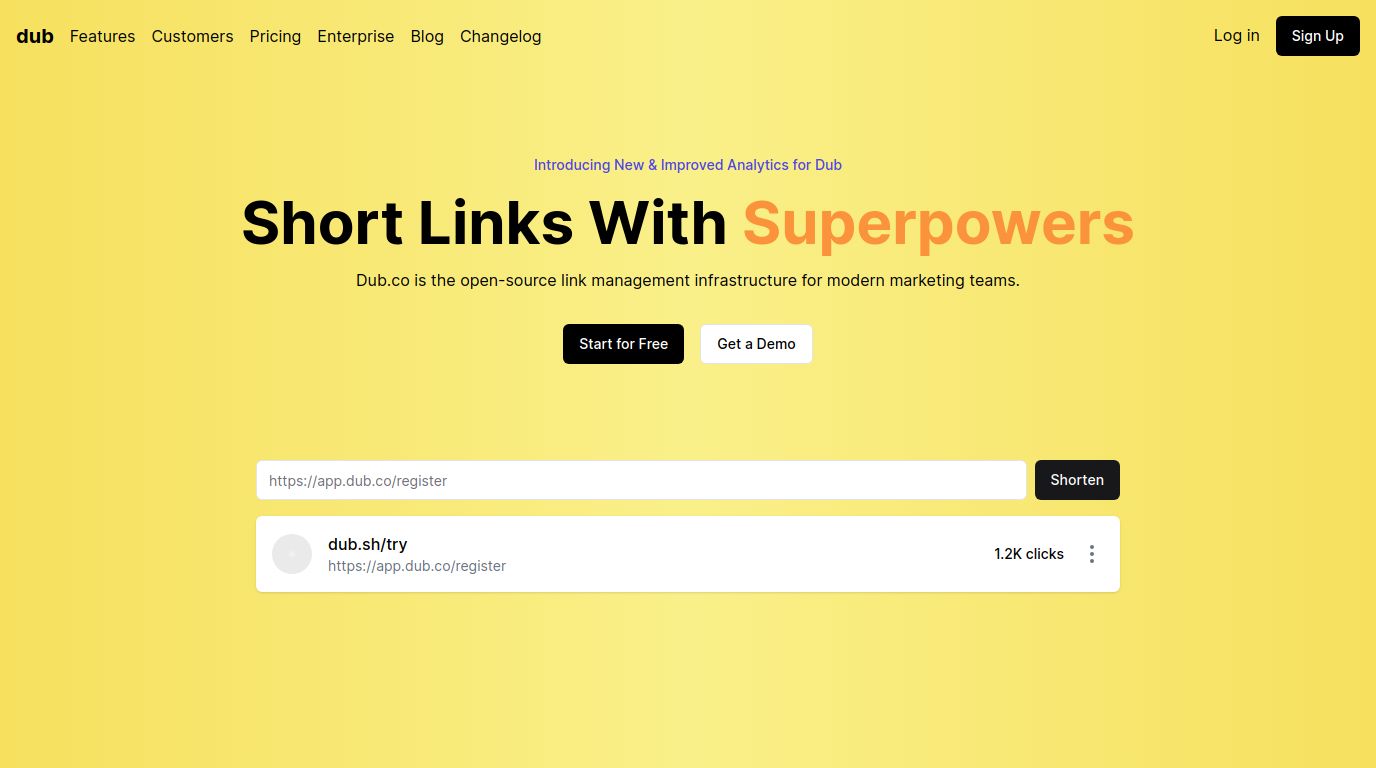 dub Features Customers Pricing Enterprise Blog Changelog Log in Sign Up
Introducing New & Improved Analytics for Dub
Short Links With Superpowers
Dub.co is the open-source link management infrastructure for modern marketing teams.
Start for Free Get a Demo
https://app.dub.co/register Shorten
dub.sh/try
https://app.dub.co/register
1.2K clicks